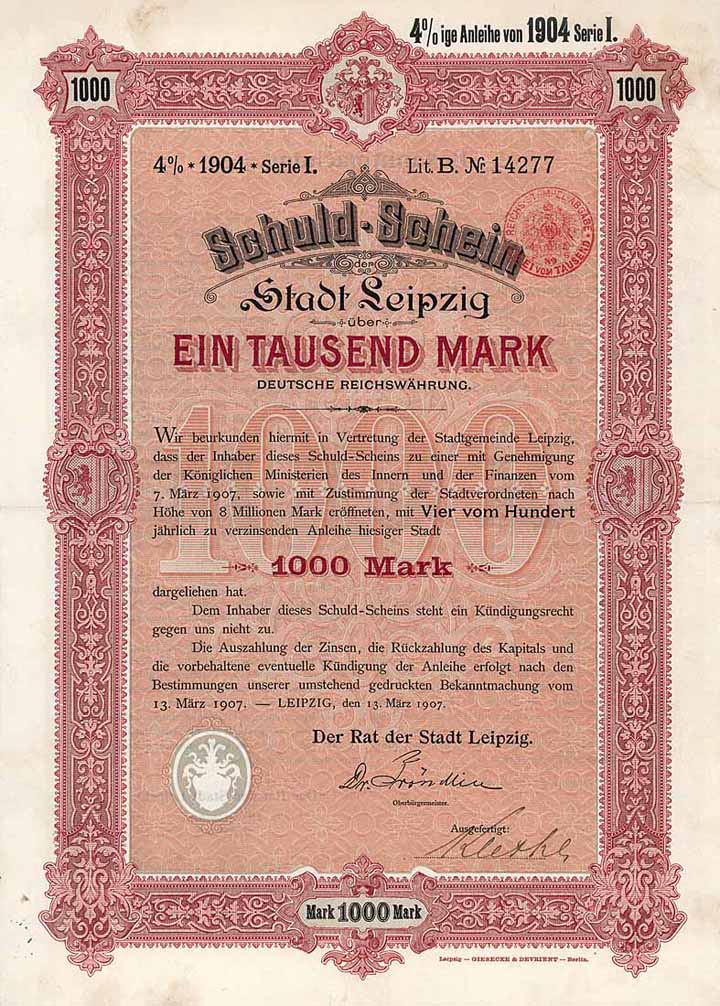 4% ige Anleihe von 1904 Serie I.
1000
1000
4% * 1904 * Serie I. Lit. B. № 14277
Schuld-Schein
der
Stadt Leipzig
über
EIN TAUSEND MARK
DEUTSCHE REICHSWÄHRUNG.
1000
Wir beurkunden hiermit in Vertretung der Stadtgemeinde Leipzig,
dass der Inhaber dieses Schuld-Scheins zu einer mit Genehmigung
der Königlichen Ministerien des Innern und der Finanzen vom
7. März 1907, sowie mit Zustimmung der Stadtverordneten nach
Höhe von 8 Millionen Mark eröffneten, mit Vier vom Hundert
jährlich zu verzinsenden Anleihe hiesiger Stadt
1000 Mark
dargeliehen hat.
Dem Inhaber dieses Schuld-Scheins steht ein Kündigungsrecht
gegen uns nicht zu.
Die Auszahlung der Zinsen, die Rückzahlung des Kapitals und
die vorbehaltene eventuelle Kündigung der Anleihe erfolgt nach den
Bestimmungen unserer umstehend gedruckten Bekanntmachung vom
13. März 1907. — LEIPZIG, den 13. März 1907.
Der Rat der Stadt Leipzig.
Dr. Tröndlin
Oberbürgermeister.
Ausgefertigt:
Mark 1000 Mark
Leipzig — GIESECKE & DEVRIENT — Berlin.